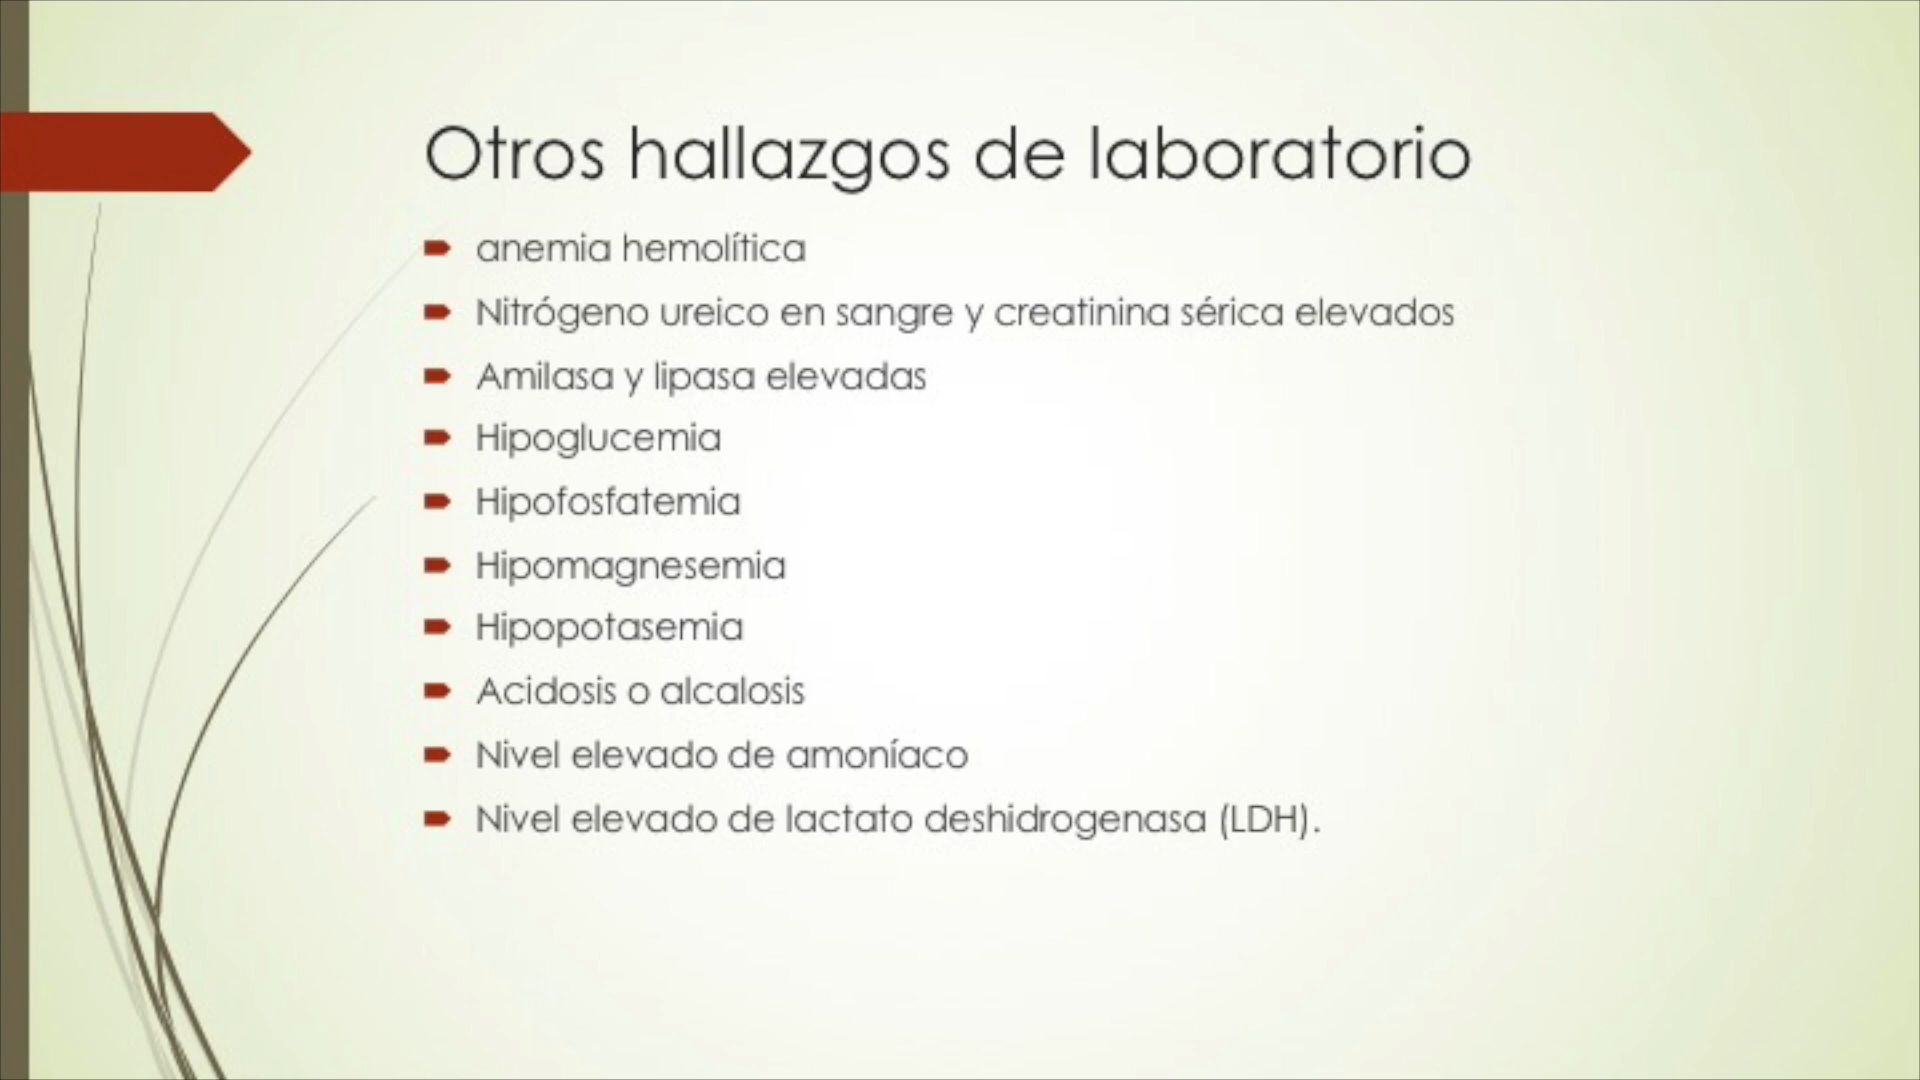 Otros hallazgos de laboratorio
anemia hemolítica
Nitrógeno ureico en sangre y creatinina sérica elevados
Amilasa y lipasa elevadas
Hipoglucemia
Hipofosfatemia
Hipomagnesemia
Hipopotasemia
Acidosis o alcalosis
Nivel elevado de amoníaco
Nivel elevado de lactato deshidrogenasa (LDH).